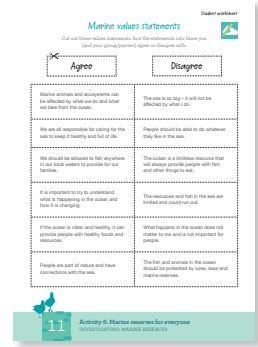 Student worksheet
Marine values statements
Cut out these values statements. Sort the statements into those you
(and your group/partner) agree or disagree with.
Agree
Disagree
Marine animals and ecosystems can
be affected by what we do and what
we take from the ocean.
The sea is so big – it will not be
affected by what I do.
We are all responsible for caring for the
sea to keep it healthy and full of life.
People should be able to do whatever
they like in the sea.
We should be allowed to fish anywhere
in our local waters to provide for our
families.
The ocean is a limitless resource that
will always provide people with fish
and other things to eat.
It is important to try to understand
what is happening in the ocean and
how it is changing.
The resources and fish in the sea are
limited and could run out.
If the ocean is clean and healthy, it can
provide people with healthy foods and
resources.
What happens in the ocean does not
matter to me and is not important for
people.
People are part of nature and have
connections with the sea.
The fish and animals in the ocean
should be protected by rules, laws and
marine reserves.
11
Activity 6: Marine reserves for everyone
INVESTIGATING MARINE RESERVES